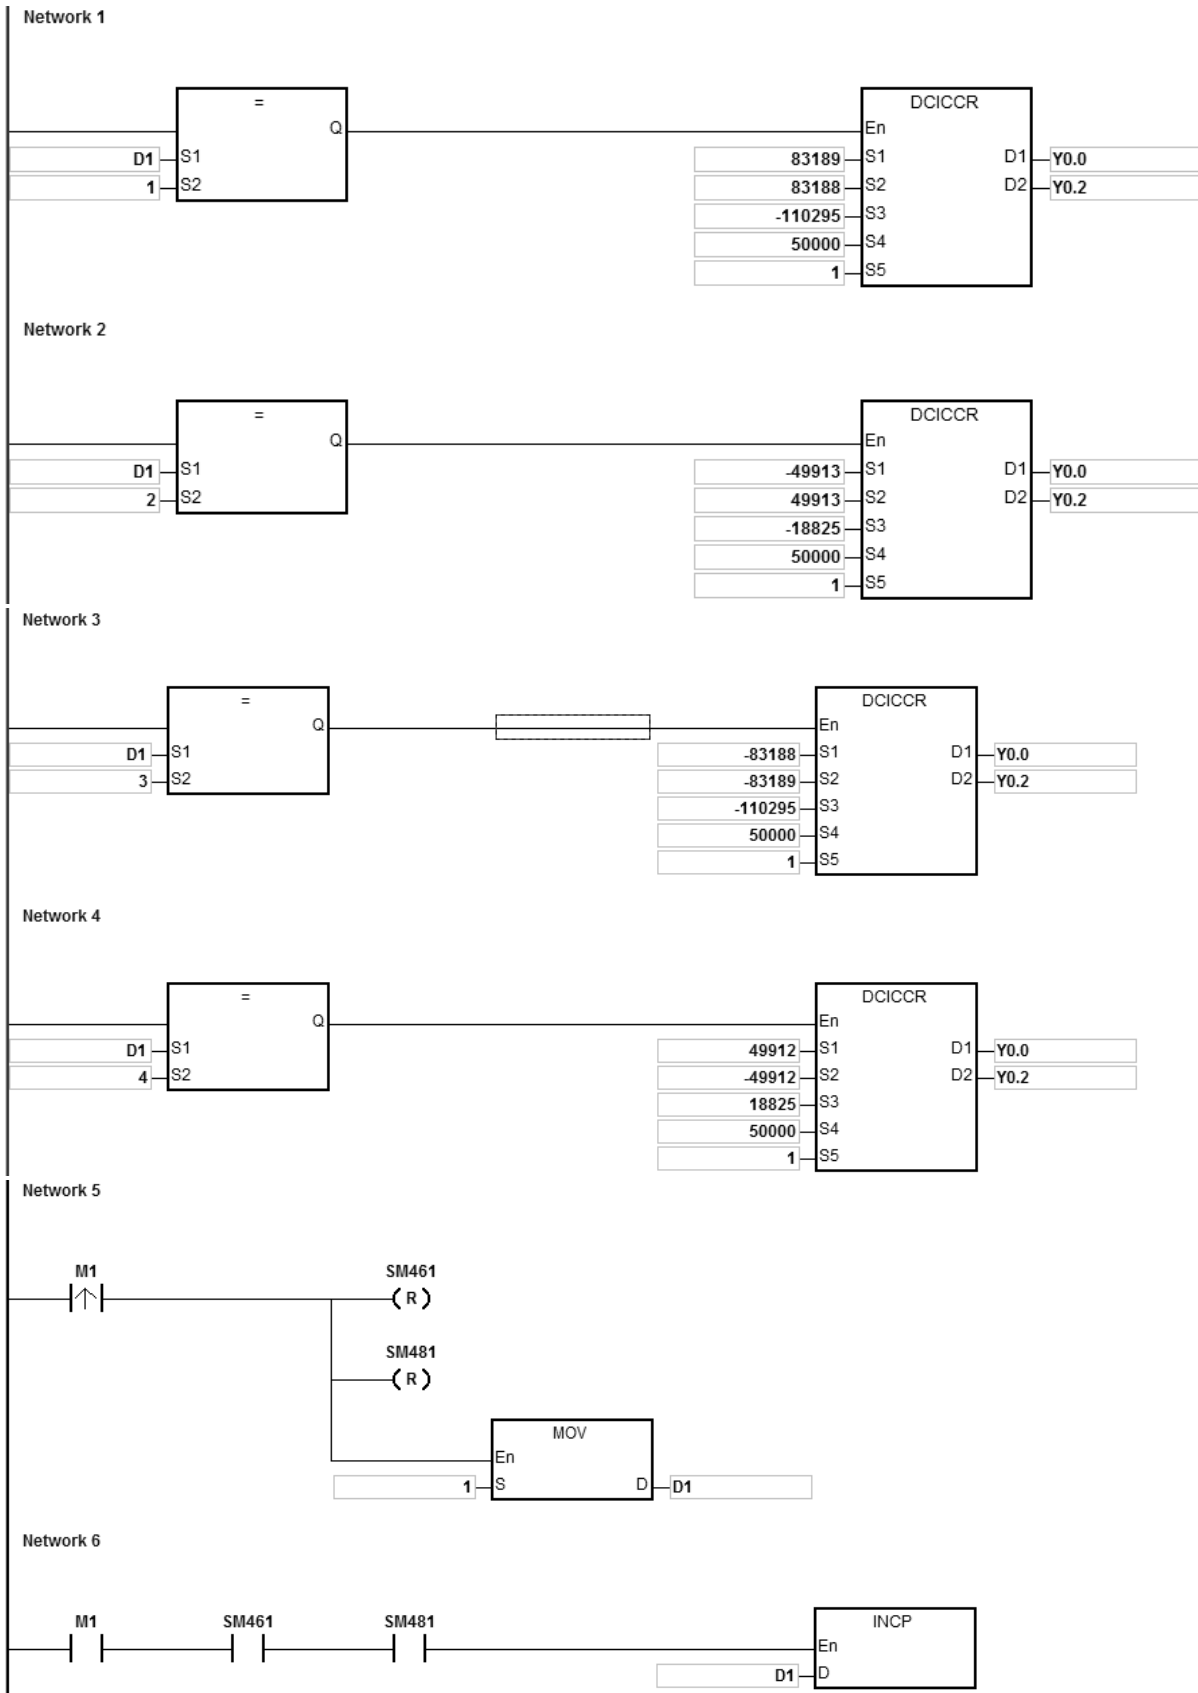 Network 1
=
Q
D1 S1
1 S2
DCICCR
En
83189 S1 D1 Y0.0
83188 S2 D2 Y0.2
-110295 S3
50000 S4
1 S5
Network 2
=
Q
D1 S1
2 S2
DCICCR
En
-49913 S1 D1 Y0.0
49913 S2 D2 Y0.2
-18825 S3
50000 S4
1 S5
Network 3
=
Q
D1 S1
3 S2
DCICCR
En
-83188 S1 D1 Y0.0
-83189 S2 D2 Y0.2
-110295 S3
50000 S4
1 S5
Network 4
=
Q
D1 S1
4 S2
DCICCR
En
49912 S1 D1 Y0.0
-49912 S2 D2 Y0.2
18825 S3
50000 S4
1 S5
Network 5
M1 SM461
R
SM481
R
MOV
En
1 S D D1
Network 6
M1 SM461 SM481 INCP
En
D1 D